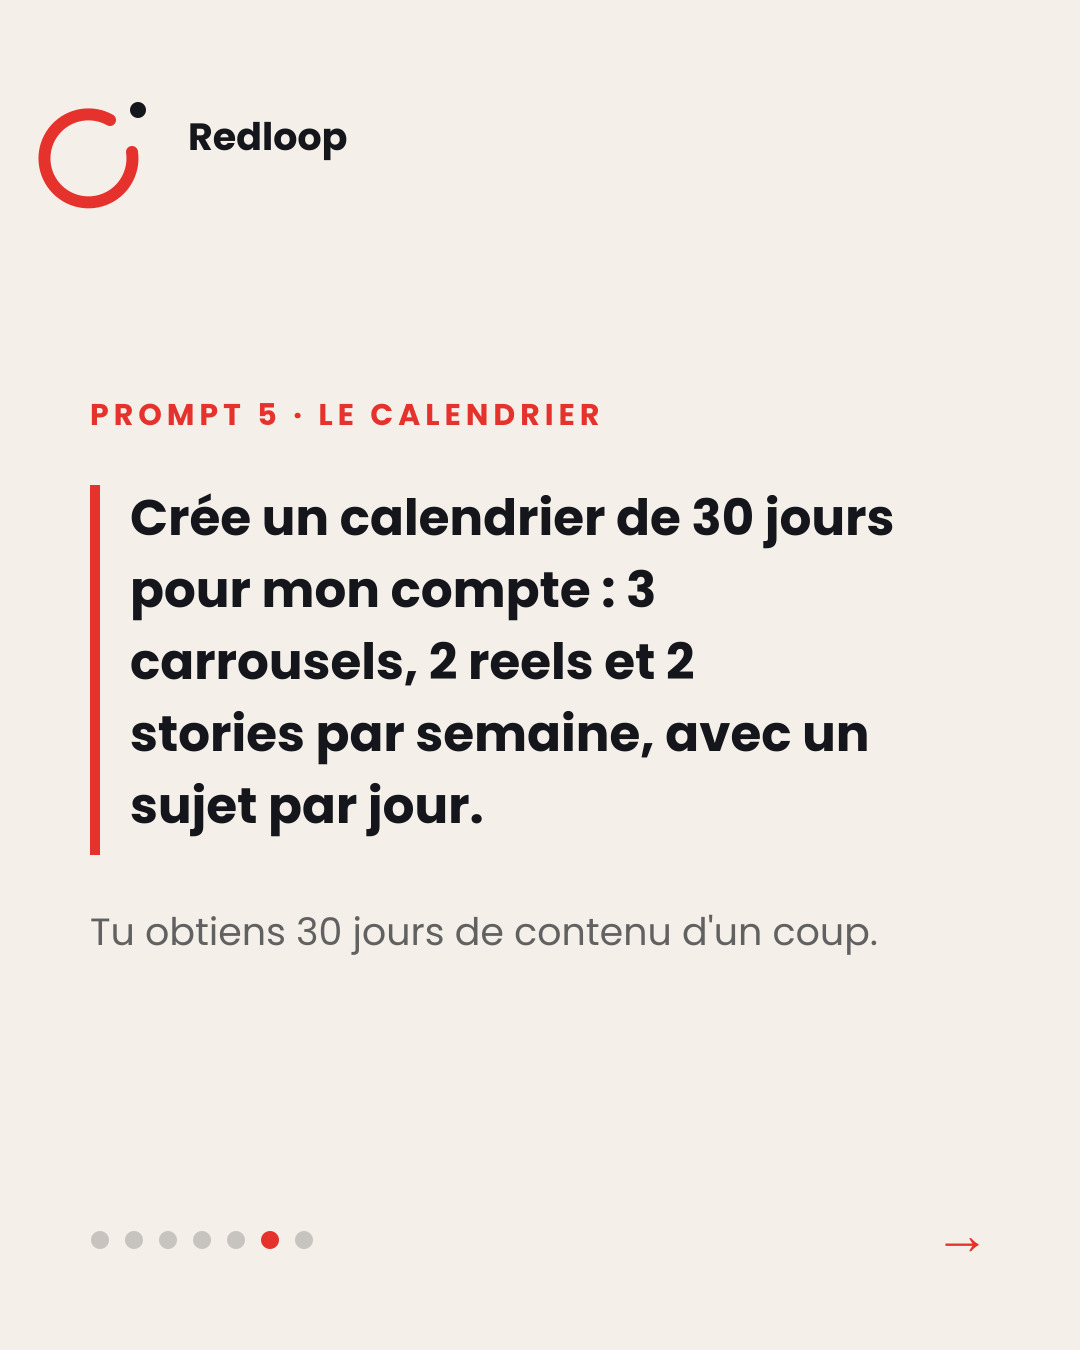 Redloop
PROMPT 5 · LE CALENDRIER
Crée un calendrier de 30 jours
pour mon compte : 3
carrousels, 2 reels et 2
stories par semaine, avec un
sujet par jour.
Tu obtiens 30 jours de contenu d'un coup.
→